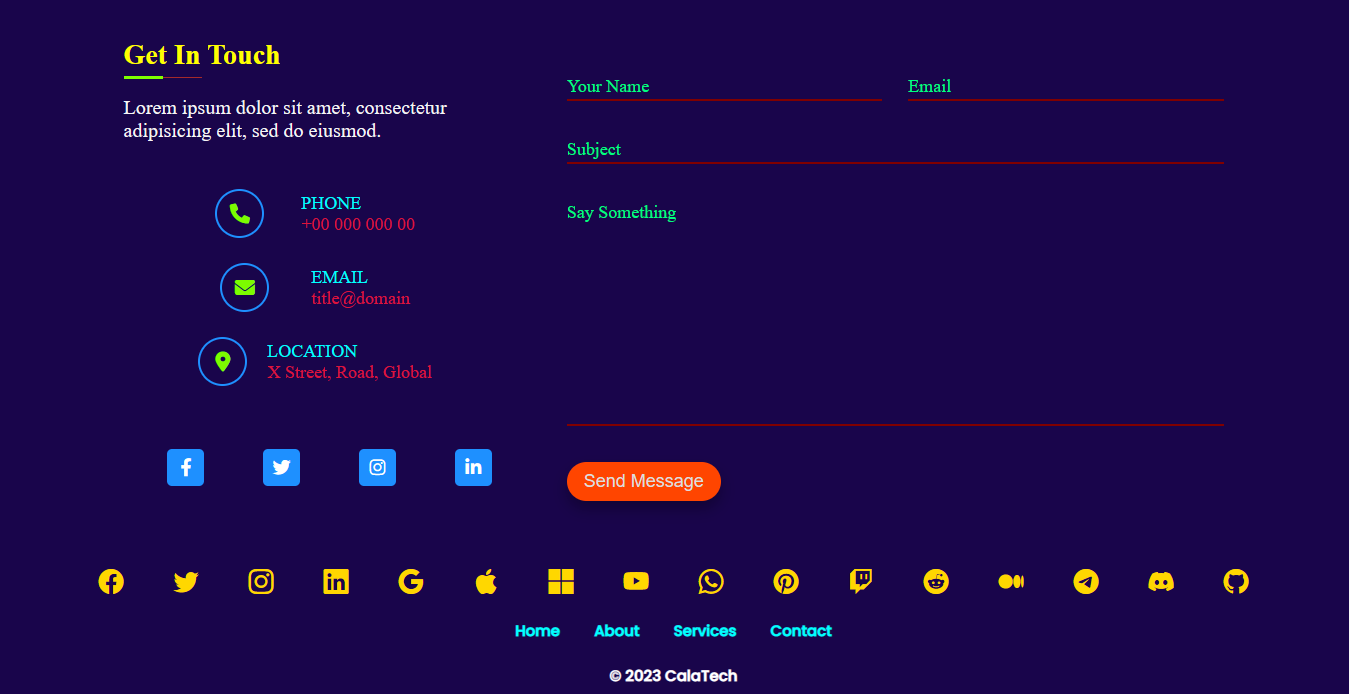 Get In Touch
Lorem ipsum dolor sit amet, consectetur
adipisicing elit, sed do eiusmod.
PHONE
+00 000 000 00
EMAIL
title@domain
LOCATION
X Street, Road, Global
Your Name
Email
Subject
Say Something
Send Message
Home About Services Contact
© 2023 CalaTech